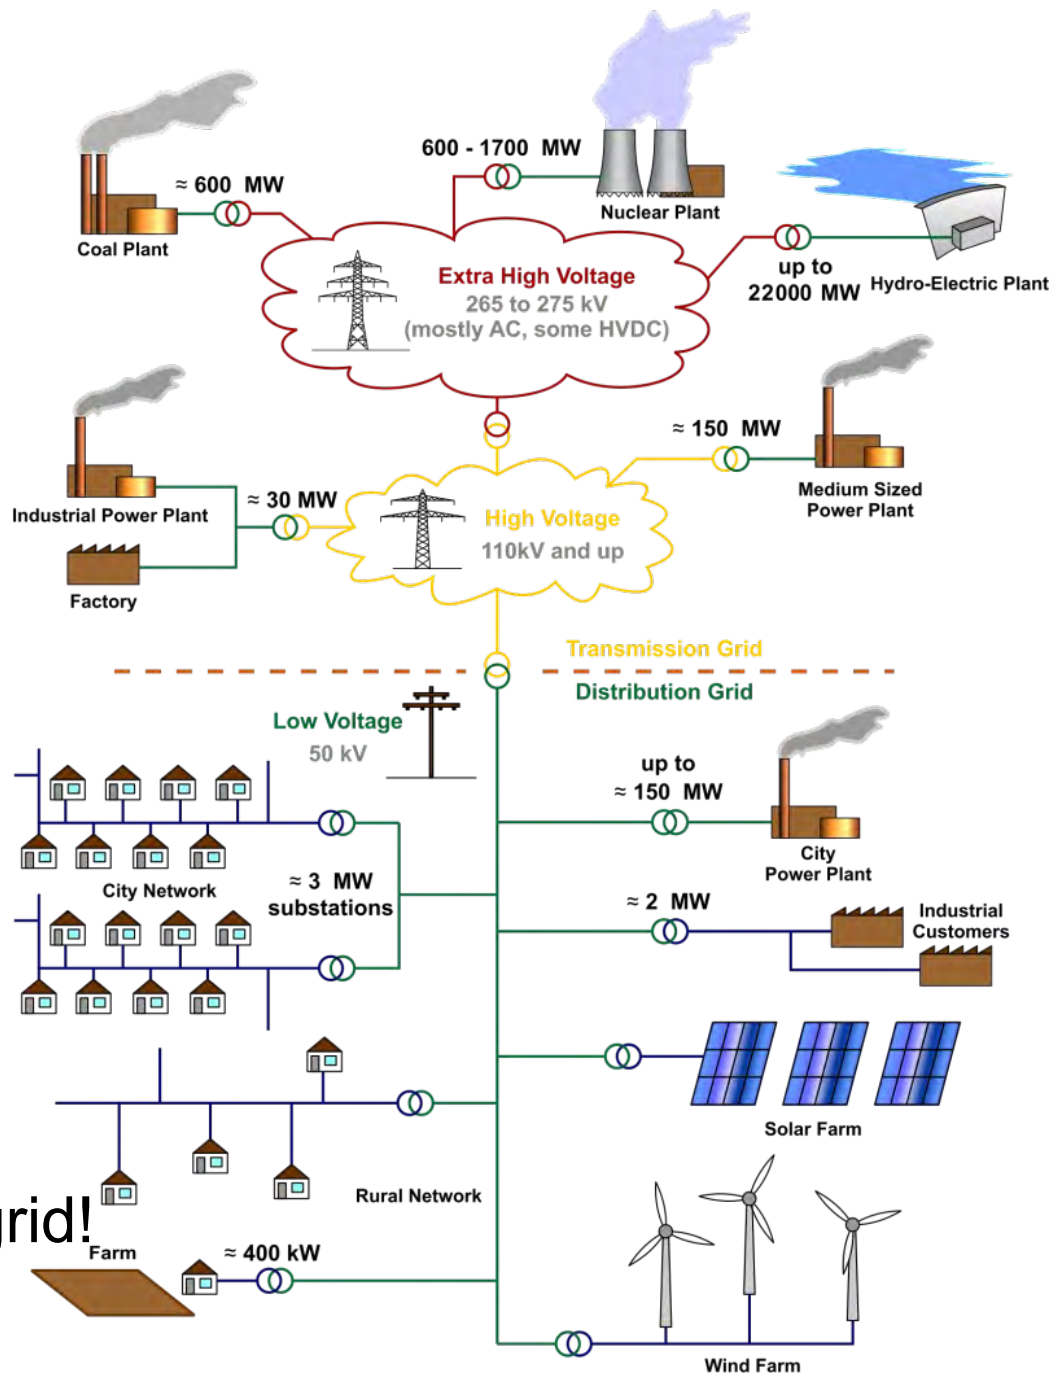 600 - 1700 MW
≈ 600 MW
Nuclear Plant
Coal Plant
up to
22000 MW
Hydro-Electric Plant
Extra High Voltage
265 to 275 kV
(mostly AC, some HVDC)
≈ 150 MW
Medium Sized
Power Plant
≈ 30 MW
Industrial Power Plant
Factory
High Voltage
110kV and up
Transmission Grid
Distribution Grid
Low Voltage
50 kV
up to
≈ 150 MW
City
Power Plant
City Network
≈ 3 MW
substations
≈ 2 MW
Industrial
Customers
Solar Farm
Rural Network
grid!
Farm
≈ 400 kW
Wind Farm